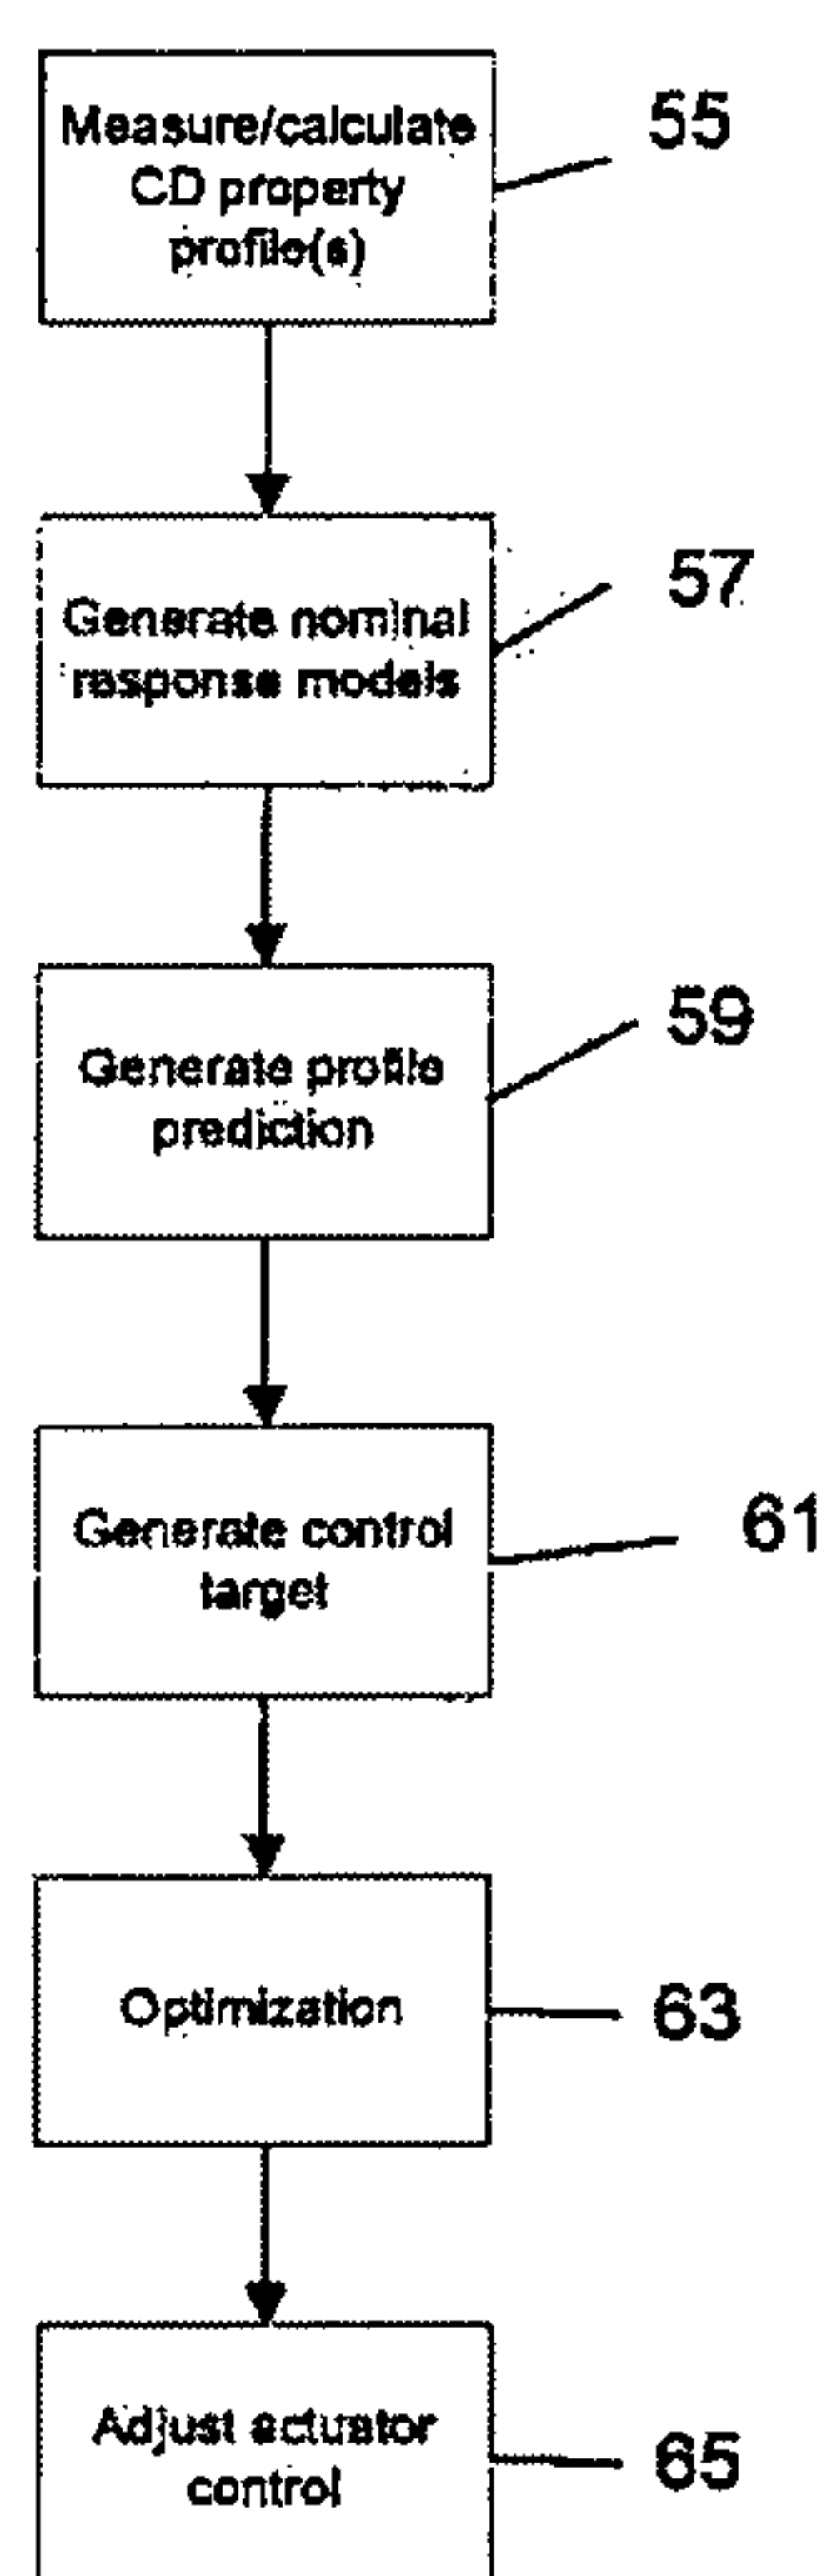 Measure/calculate
CD property
profile(s)
55
Generate nominal
response models
57
Generate profile
prediction
59
Generate control
target
61
Optimization
63
Adjust actuator
control
65